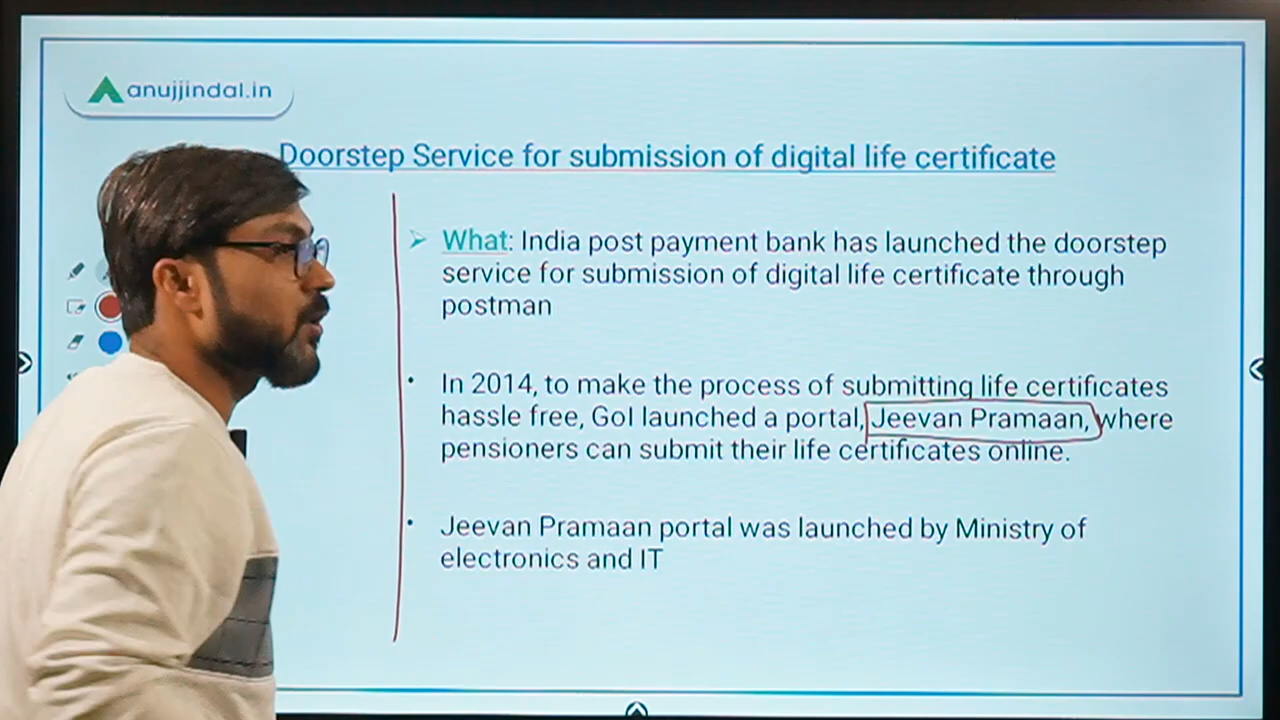 anujjindal.in
Doorstep Service for submission of digital life certificate
What: India post payment bank has launched the doorstep
service for submission of digital life certificate through
postman
In 2014, to make the process of submitting life certificates
hassle free, GoI launched a portal, Jeevan Pramaan, where
pensioners can submit their life certificates online.
Jeevan Pramaan portal was launched by Ministry of
electronics and IT